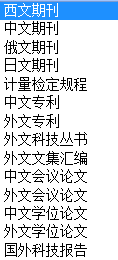 西文期刊
中文期刊
俄文期刊
日文期刊
计量检定规程
中文专利
外文专利
外文科技丛书
外文文集汇编
中文会议论文
外文会议论文
中文学位论文
外文学位论文
国外科技报告